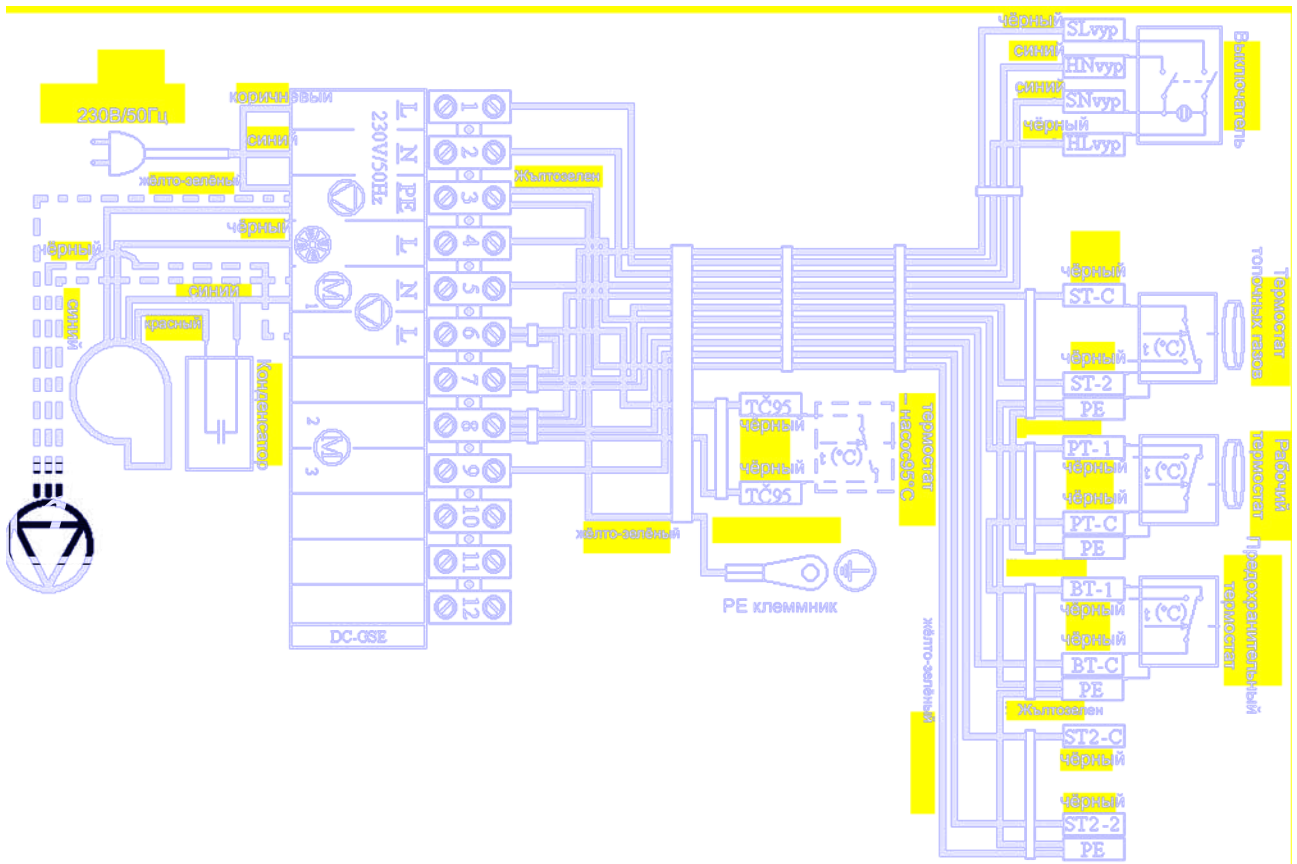 230В/50Гц
коричневый
синий
жёлто-зелёный
чёрный
чёрный
синий
синий
красный
Конденсатор
L
N
PE
L
N
L
230V/50Hz
M
1
2
M
3
DC-GSE
1
2
3
4
5
6
7
8
9
10
11
12
Жълтозелен
жёлто-зелёный
TČ95
чёрный
чёрный
TČ95
t (°C)
термостат
– насос95°C
PE клеммник
жёлто-зелёный
чёрный
SLvyp
синий
HNvyp
синий
SNvyp
чёрный
HLvyp
Выключатель
чёрный
ST-C
чёрный
ST-2
PE
t (°C)
Термостат
топочных газов
PT-1
чёрный
чёрный
PT-C
PE
t (°C)
Рабочий
термостат
BT-1
чёрный
чёрный
BT-C
PE
t (°C)
Предохранительный
термостат
Жълтозелен
ST2-C
чёрный
чёрный
ST2-2
PE